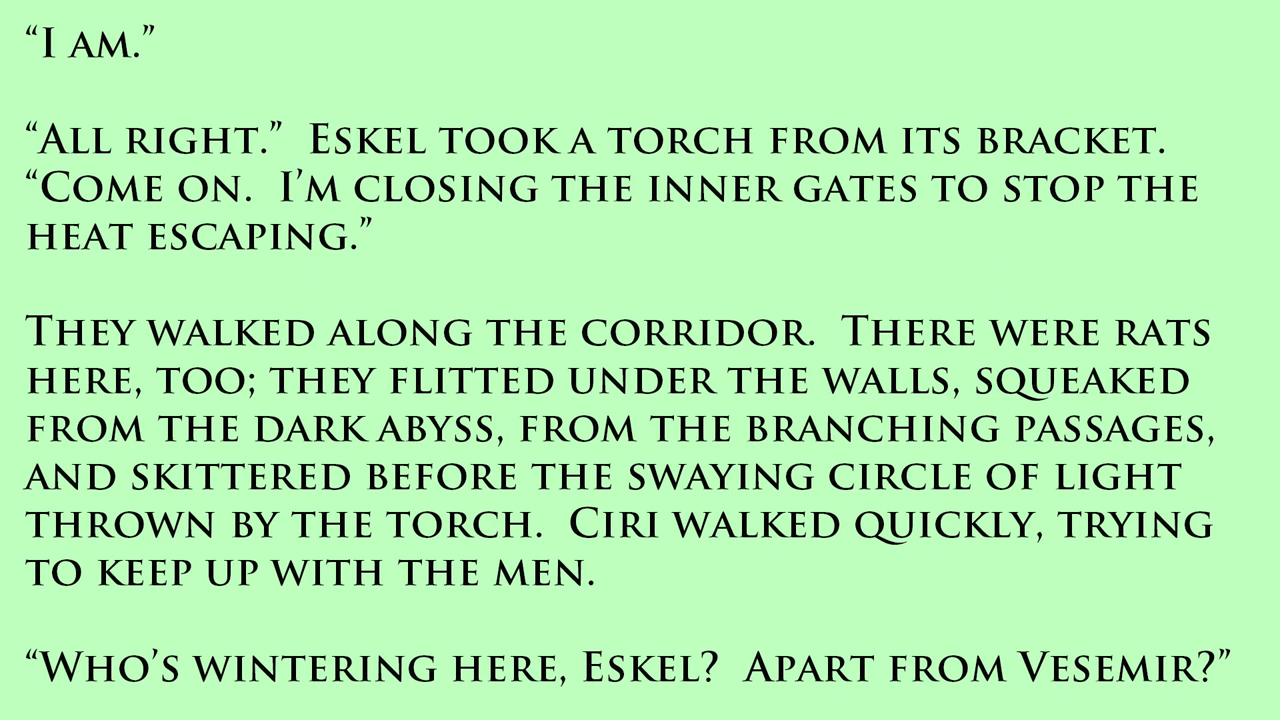 “I am.”
“All right.”  Eskel took a torch from its bracket.
“Come on.  I’m closing the inner gates to stop the
heat escaping.”
They walked along the corridor.  There were rats
here, too; they flitted under the walls, squeaked
from the dark abyss, from the branching passages,
and skittered before the swaying circle of light
thrown by the torch.  Ciri walked quickly, trying
to keep up with the men.
“Who’s wintering here, Eskel?  Apart from Vesemir?”